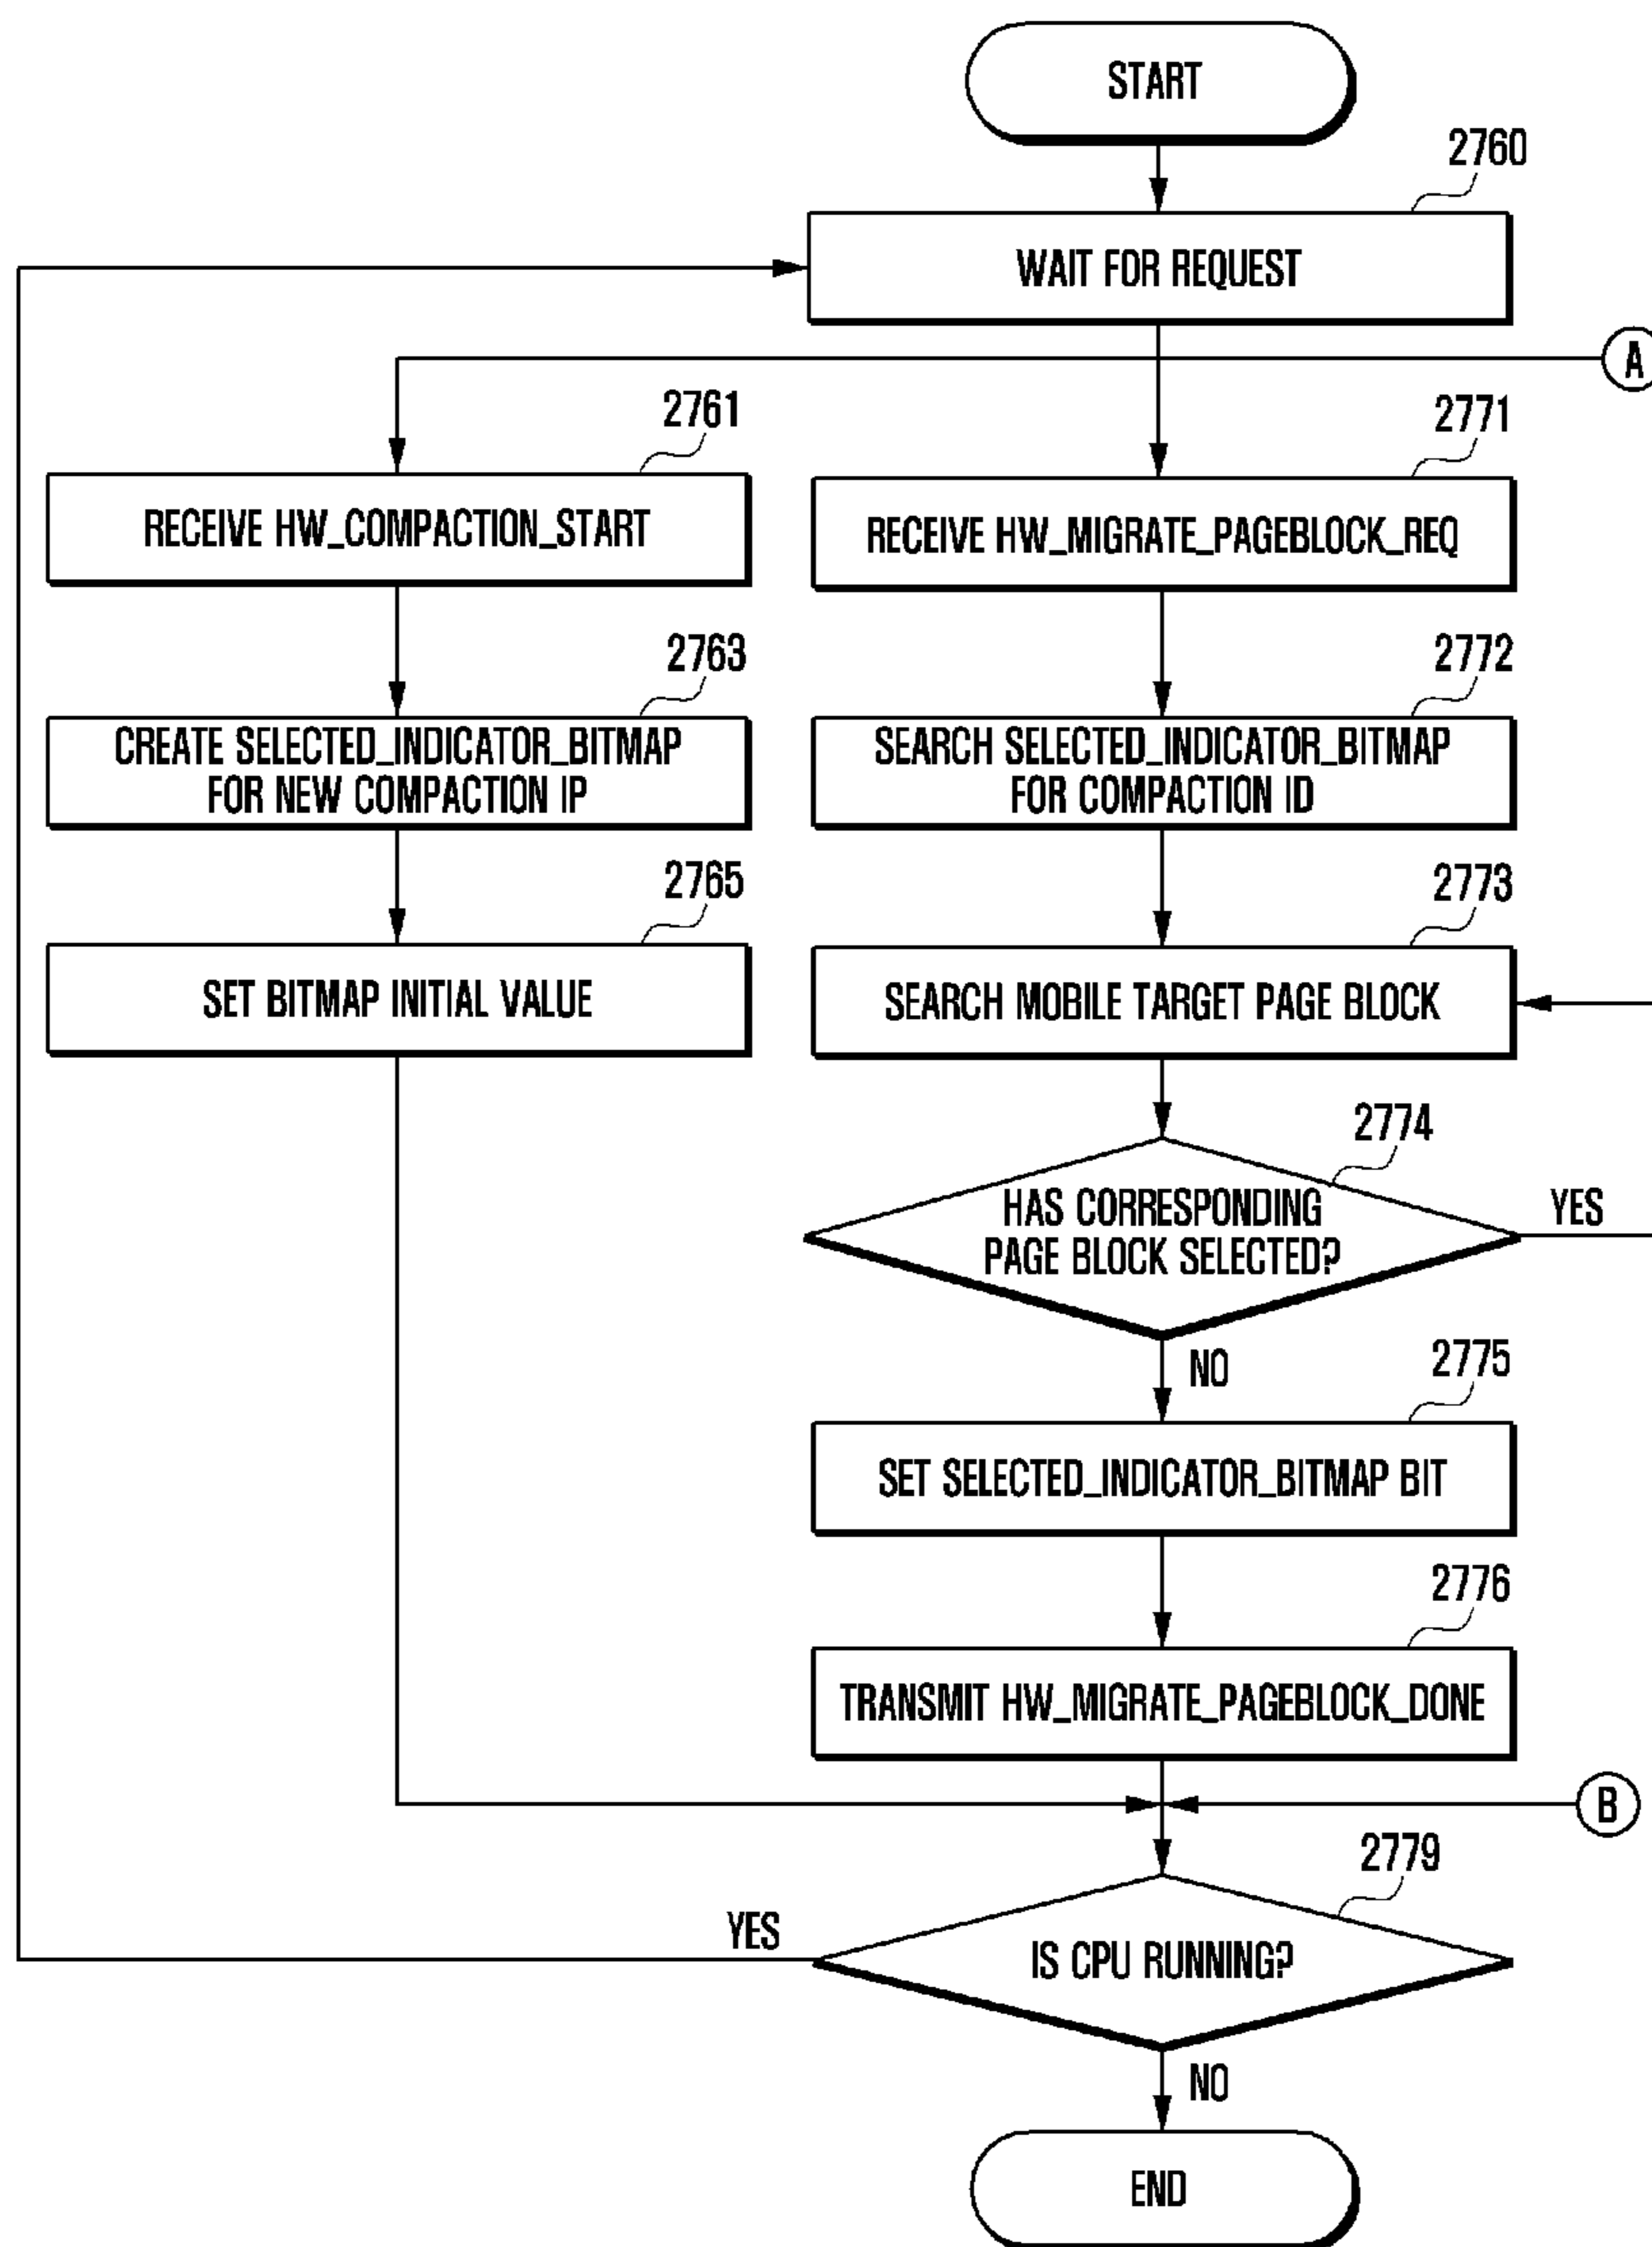 START
2760
WAIT FOR REQUEST
A
2761
RECEIVE HW_COMPACTION_START
2763
CREATE SELECTED_INDICATOR_BITMAP
FOR NEW COMPACTION IP
2765
SET BITMAP INITIAL VALUE
2771
RECEIVE HW_MIGRATE_PAGEBLOCK_REQ
2772
SEARCH SELECTED_INDICATOR_BITMAP
FOR COMPACTION ID
2773
SEARCH MOBILE TARGET PAGE BLOCK
2774
HAS CORRESPONDING
PAGE BLOCK SELECTED?
YES
NO
2775
SET SELECTED_INDICATOR_BITMAP BIT
2776
TRANSMIT HW_MIGRATE_PAGEBLOCK_DONE
B
2779
IS CPU RUNNING?
YES
NO
END